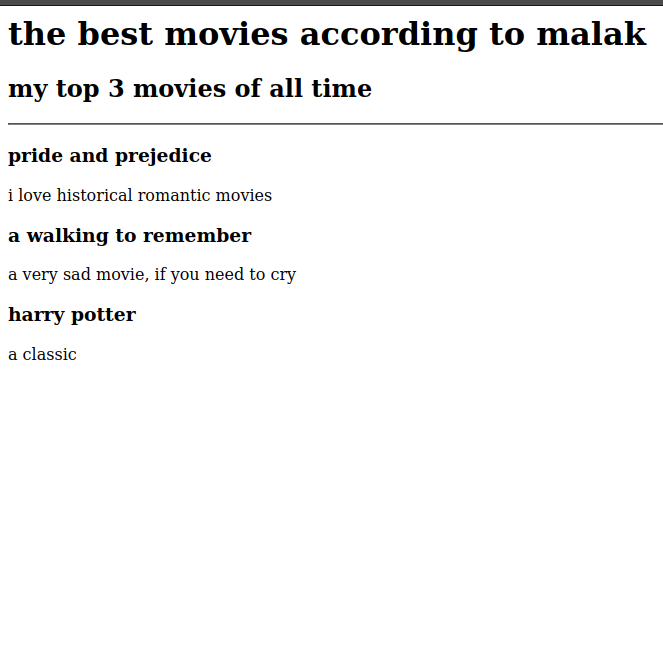 the best movies according to malak
my top 3 movies of all time
pride and prejedice
i love historical romantic movies
a walking to remember
a very sad movie, if you need to cry
harry potter
a classic